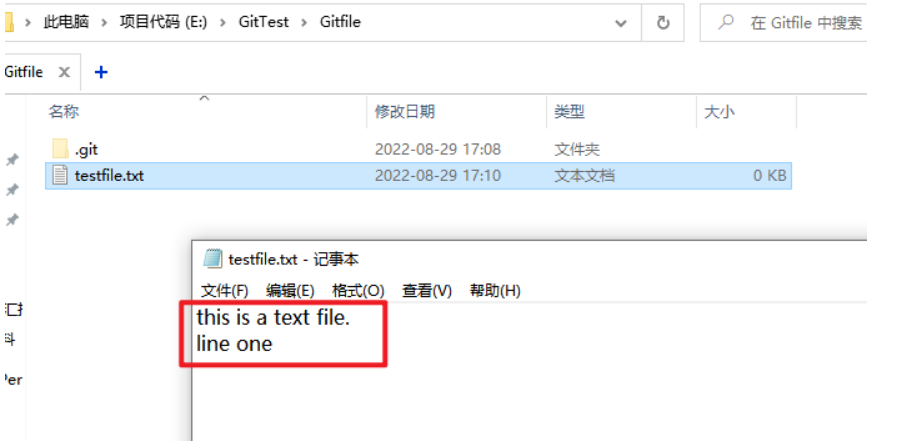 此电脑 › 项目代码 (E:) › GitTest › Gitfile
在 Gitfile 中搜索
Gitfile × +
名称 修改日期 类型 大小
.git 2022-08-29 17:08 文件夹
testfile.txt 2022-08-29 17:10 文本文档 0 KB
testfile.txt - 记事本
文件(F) 编辑(E) 格式(O) 查看(V) 帮助(H)
this is a text file.
line one
科
Per